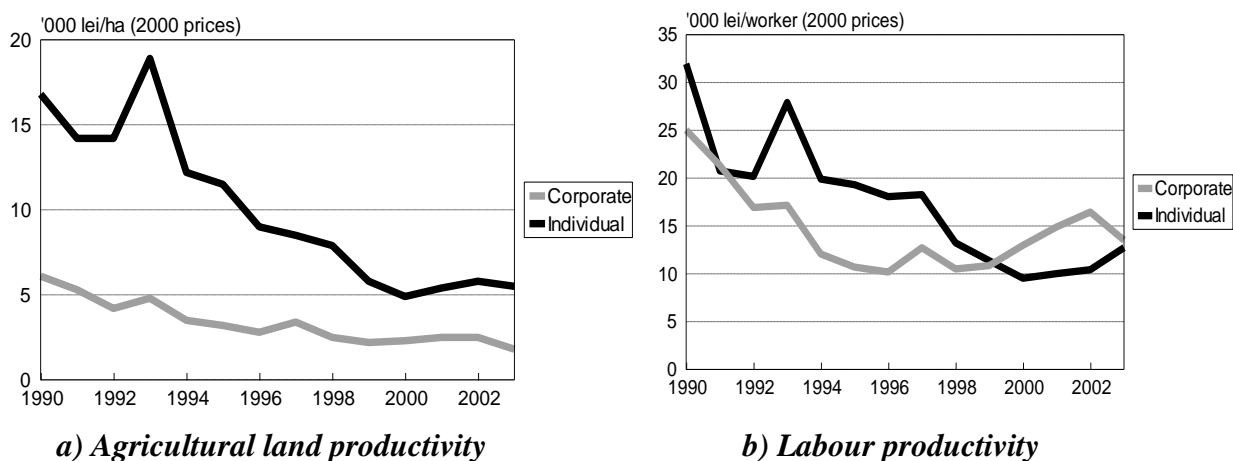 '000 lei/ha (2000 prices)
20
15
10
5
0
1990 1992 1994 1996 1998 2000 2002
Corporate
Individual
a) Agricultural land productivity
'000 lei/worker (2000 prices)
35
30
25
20
15
10
5
0
1990 1992 1994 1996 1998 2000 2002
Corporate
Individual
b) Labour productivity